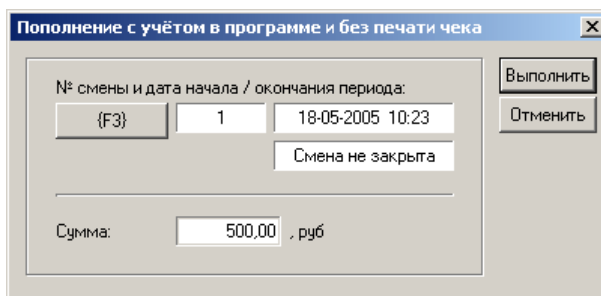 Пополнение с учётом в программе и без печати чека
№ смены и дата начала / окончания периода:
{F3} 1 18-05-2005 10:23
Смена не закрыта
Сумма: 500,00 , руб
Выполнить
Отменить